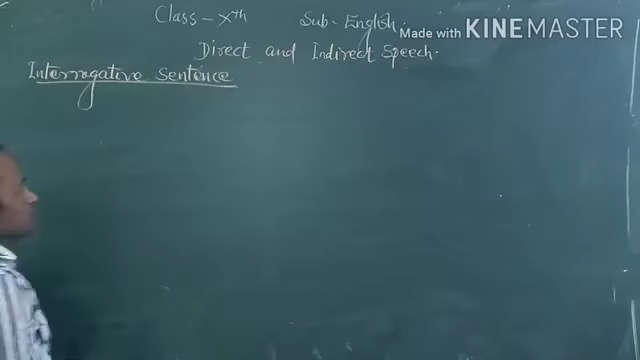 Class - Xth Sub- English.
Made with KINEMASTER
Direct and Indirect Speech.
Interrogative Sentence